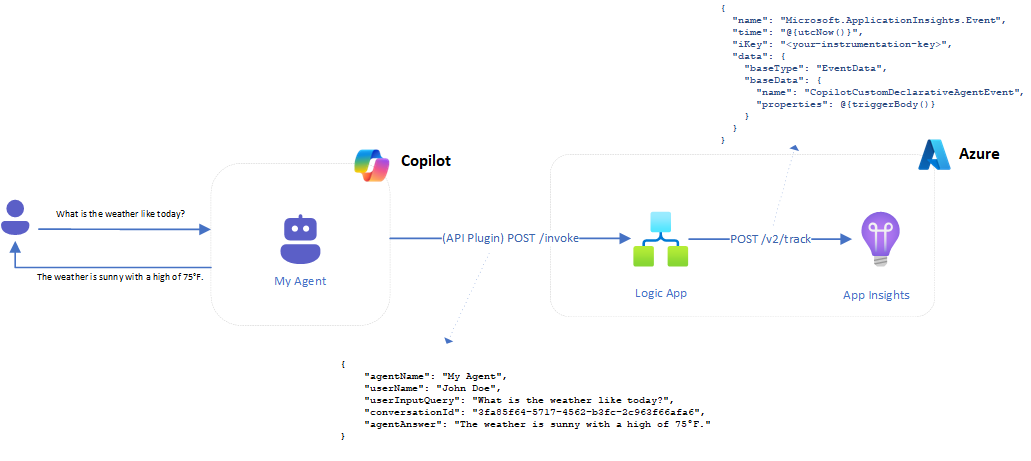 {
  "name": "Microsoft.ApplicationInsights.Event",
  "time": "@{utcNow()}",
  "iKey": "<your-instrumentation-key>",
  "data": {
    "baseType": "EventData",
    "baseData": {
      "name": "CopilotCustomDeclarativeAgentEvent",
      "properties": @{triggerBody()}
    }
  }
}
Copilot
Azure
What is the weather like today?
The weather is sunny with a high of 75°F.
My Agent
(API Plugin) POST /invoke
Logic App
POST /v2/track
App Insights
{
    "agentName": "My Agent",
    "userName": "John Doe",
    "userInputQuery": "What is the weather like today?",
    "conversationId": "3fa85f64-5717-4562-b3fc-2c963f66afa6",
    "agentAnswer": "The weather is sunny with a high of 75°F."
}